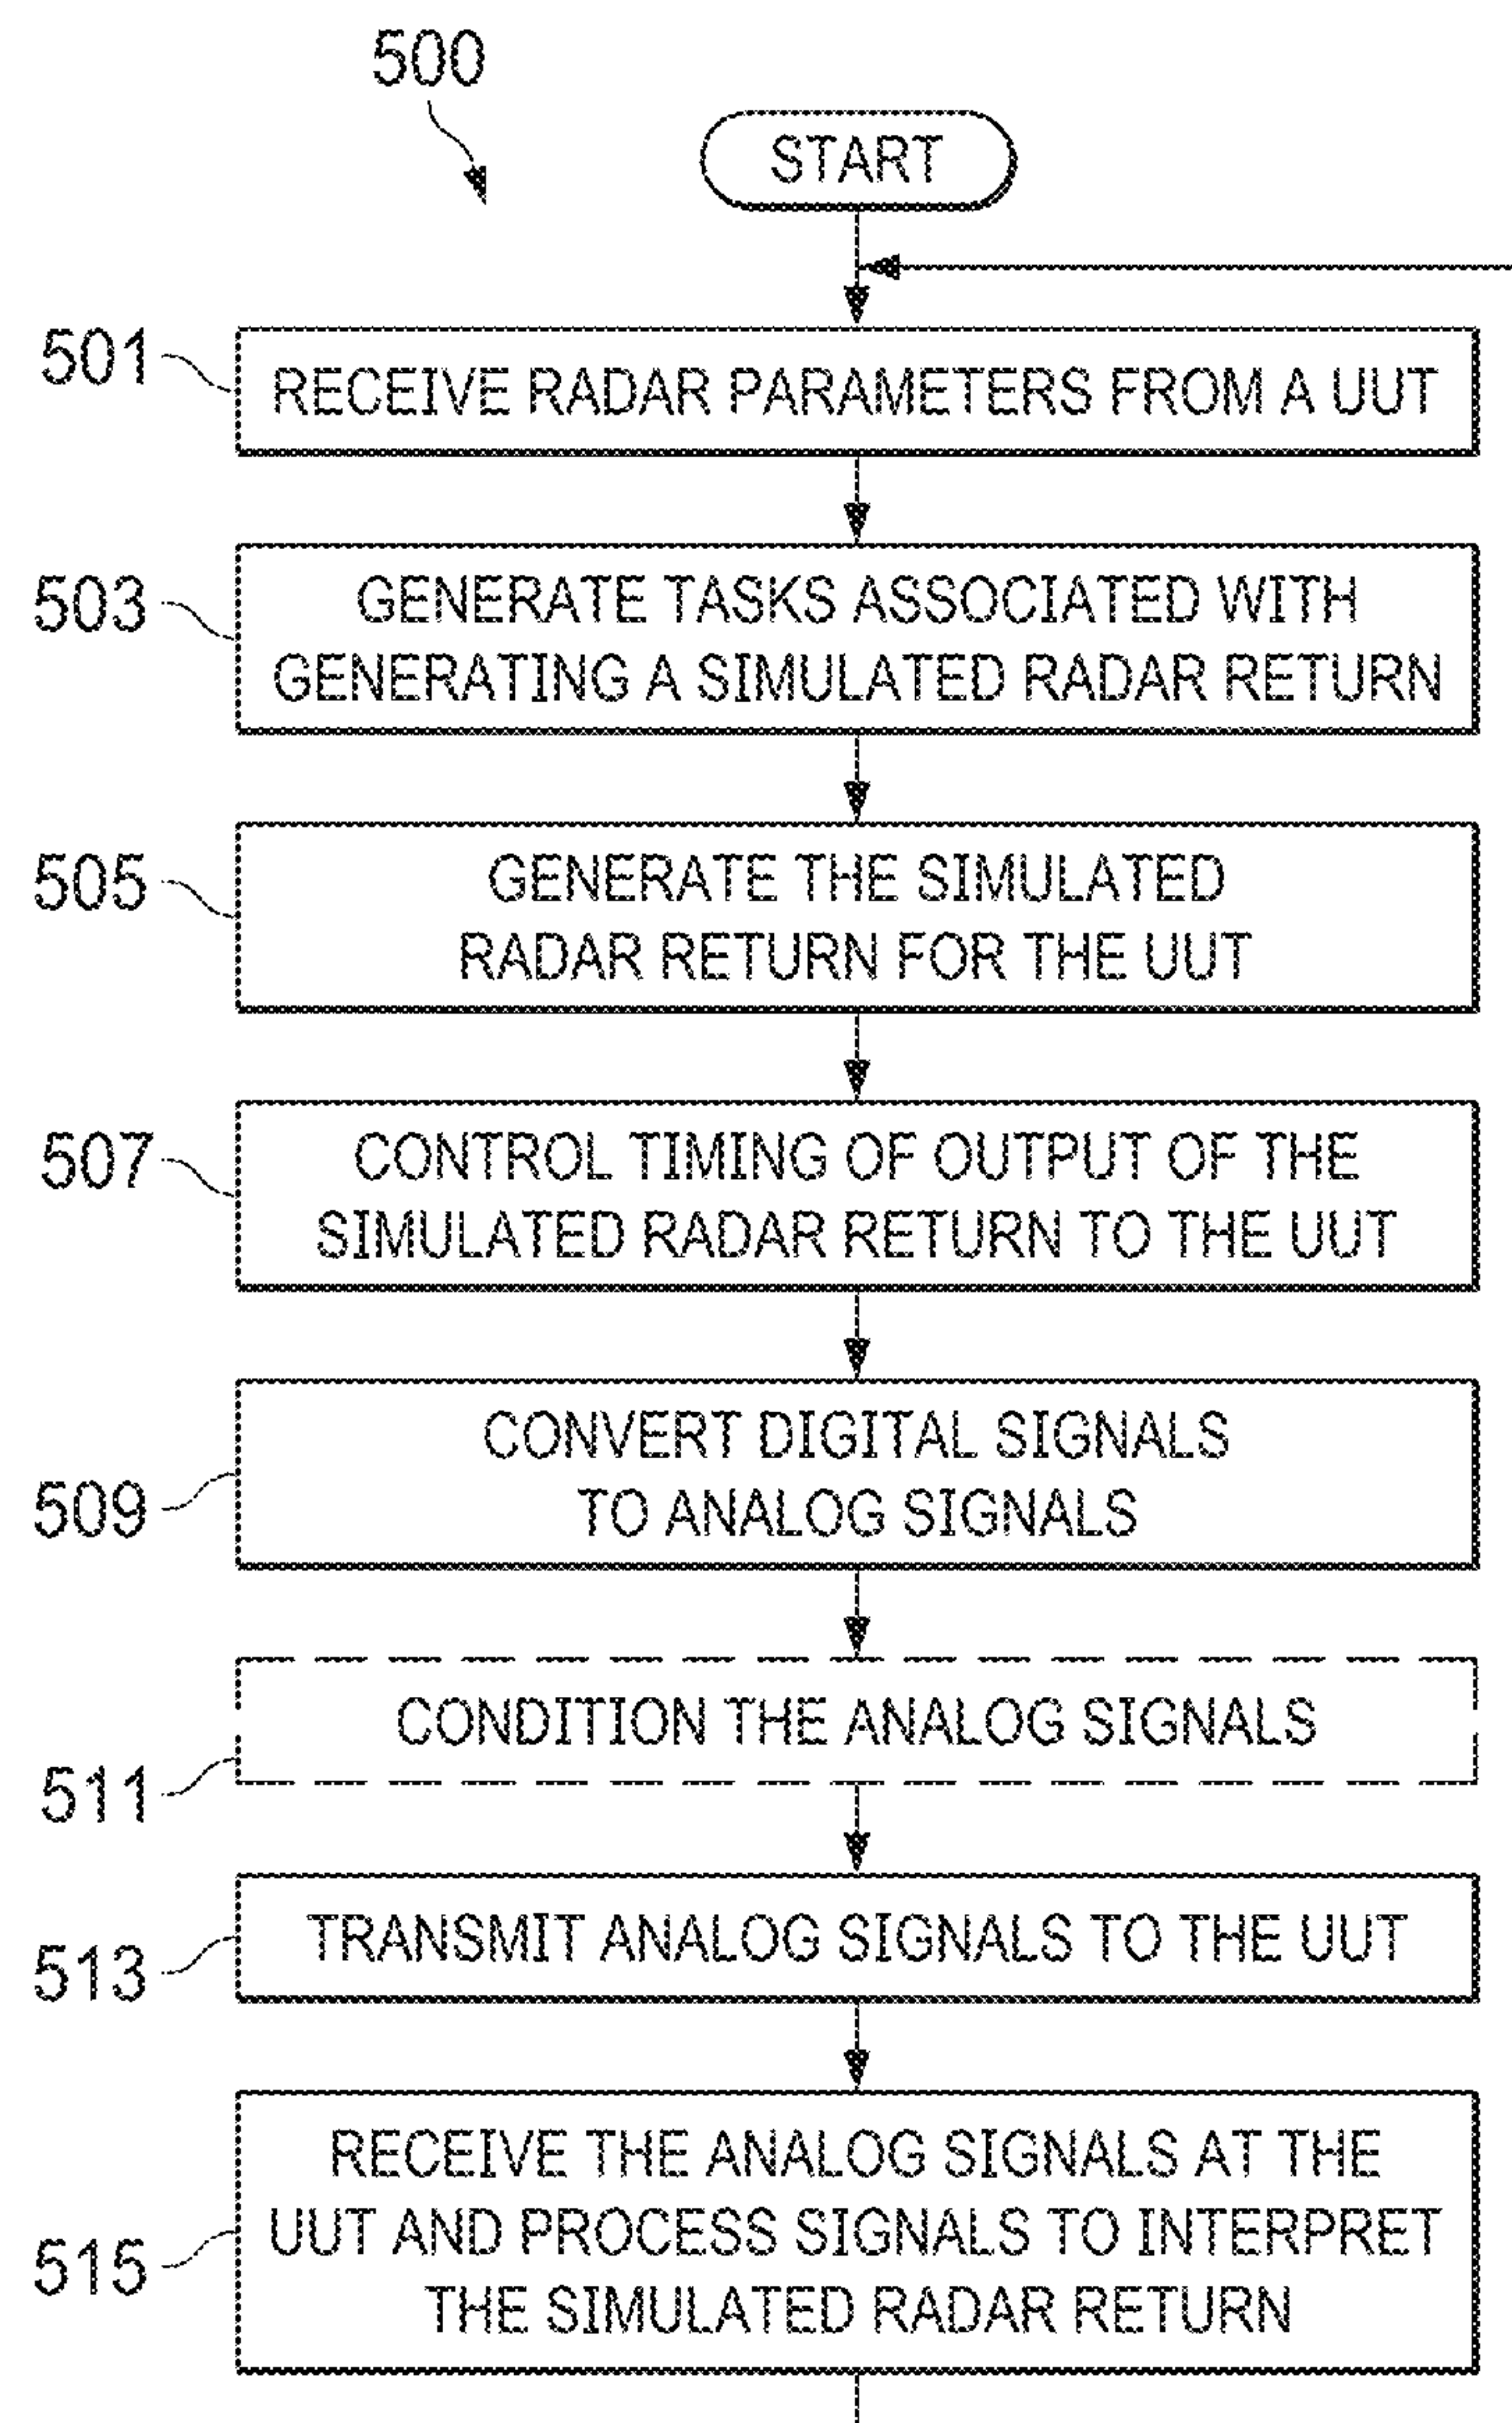 500
START
501
RECEIVE RADAR PARAMETERS FROM A UUT
503
GENERATE TASKS ASSOCIATED WITH
GENERATING A SIMULATED RADAR RETURN
505
GENERATE THE SIMULATED
RADAR RETURN FOR THE UUT
507
CONTROL TIMING OF OUTPUT OF THE
SIMULATED RADAR RETURN TO THE UUT
509
CONVERT DIGITAL SIGNALS
TO ANALOG SIGNALS
511
CONDITION THE ANALOG SIGNALS
513
TRANSMIT ANALOG SIGNALS TO THE UUT
515
RECEIVE THE ANALOG SIGNALS AT THE
UUT AND PROCESS SIGNALS TO INTERPRET
THE SIMULATED RADAR RETURN